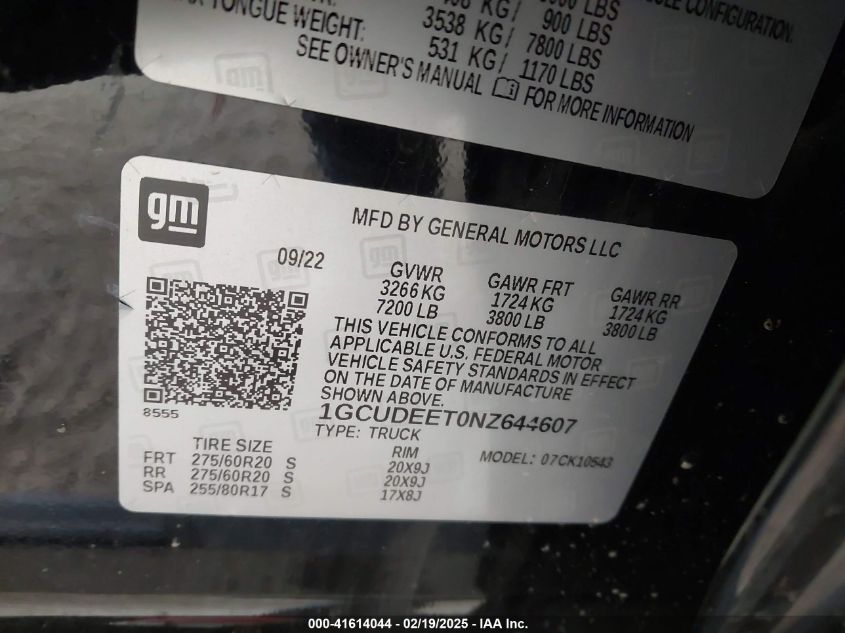 KG/ 900 LBS
TONGUE WEIGHT: 3538 KG/ 7800 LBS
531 KG/ 1170 LBS
SEE OWNER'S MANUAL FOR MORE INFORMATION
CONFIGURATION.
gm
MFD BY GENERAL MOTORS LLC
09/22
GVWR GAWR FRT GAWR RR
3266 KG 1724 KG 1724 KG
7200 LB 3800 LB 3800 LB
THIS VEHICLE CONFORMS TO ALL
APPLICABLE U.S. FEDERAL MOTOR
VEHICLE SAFETY STANDARDS IN EFFECT
ON THE DATE OF MANUFACTURE
SHOWN ABOVE.
8555
1GCUDEET0NZ644607
TYPE: TRUCK
MODEL: 07CK10543
TIRE SIZE RIM
FRT 275/60R20 S 20X9J
RR 275/60R20 S 20X9J
SPA 255/80R17 S 17X8J
000-41614044 - 02/19/2025 - IAA Inc.